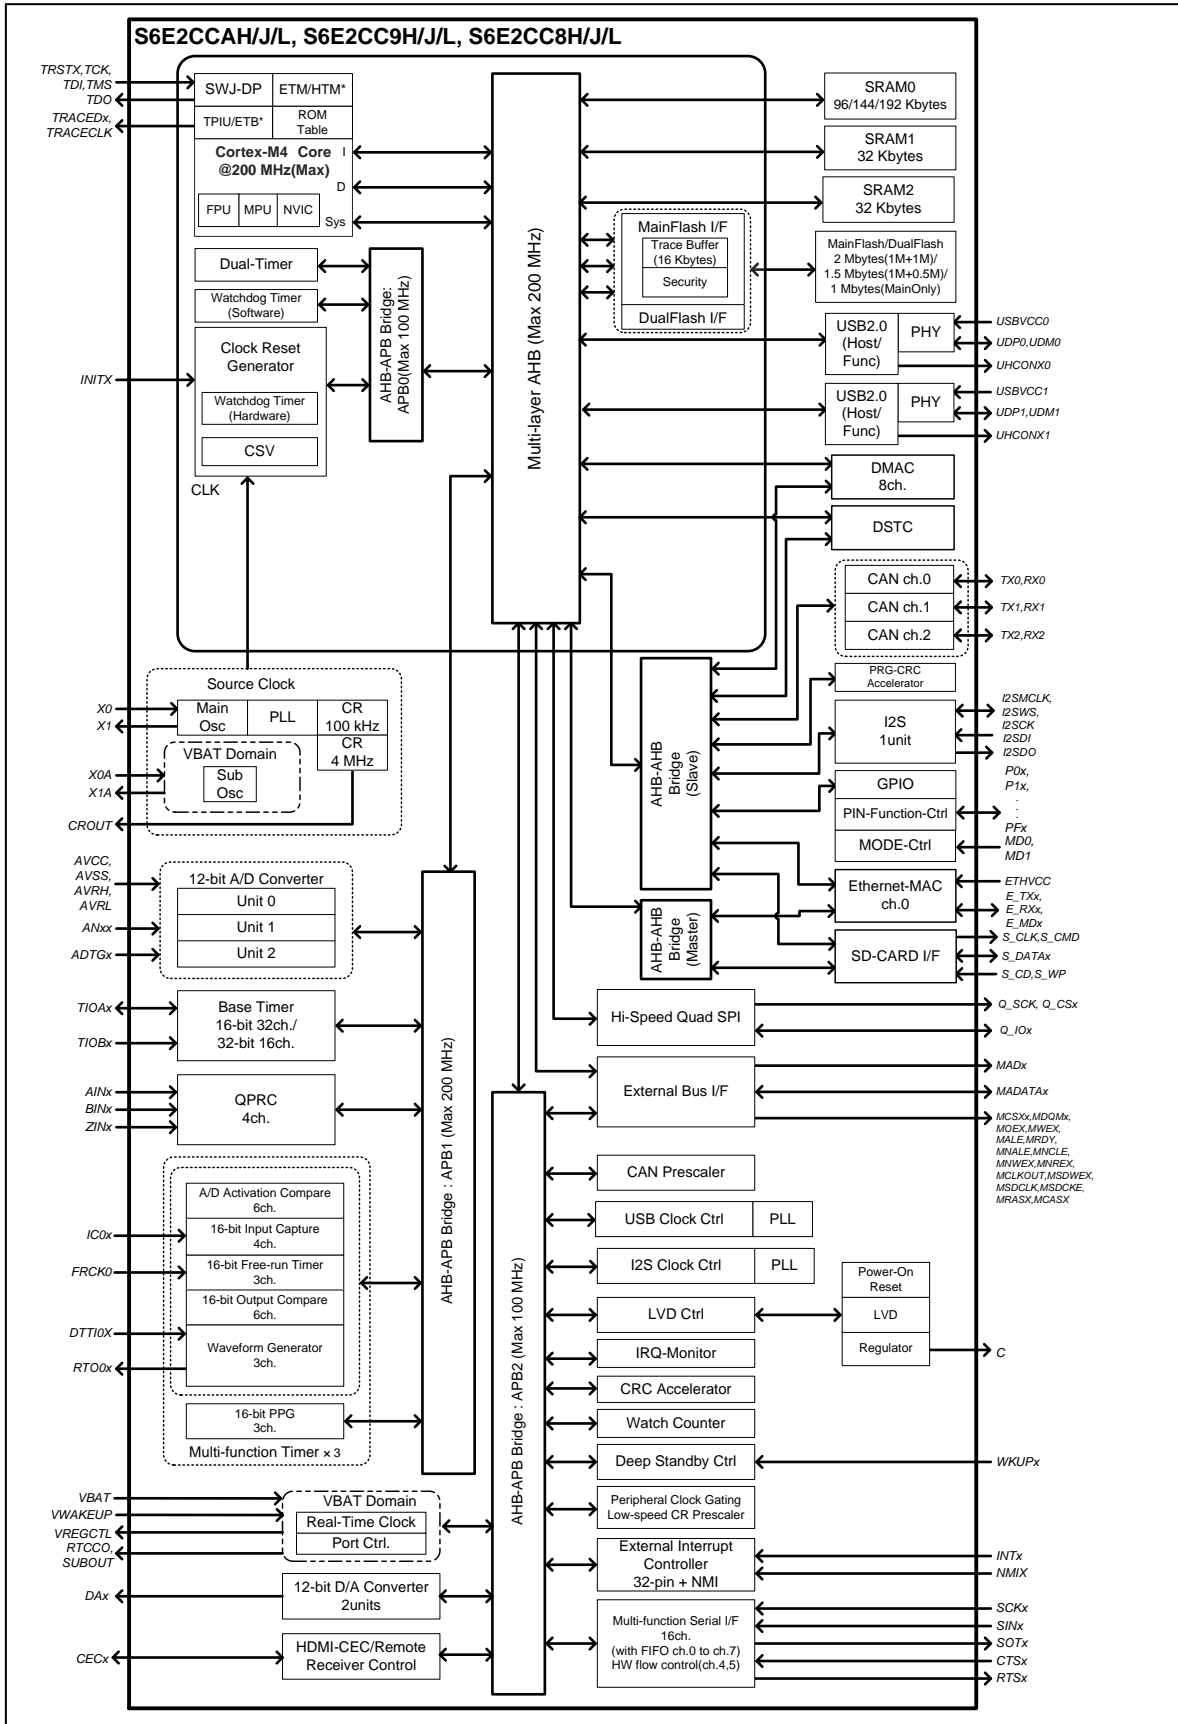 S6E2CCAH/J/L, S6E2CC9H/J/L, S6E2CC8H/J/L
TRSTX,TCK,
TDI,TMS
TDO
TRACEDx,
TRACECLK
SWJ-DP
ETM/HTM*
TPIU/ETB*
ROM
Table
Cortex-M4 Core
@200 MHz(Max)
I
D
Sys
FPU
MPU
NVIC
Dual-Timer
Watchdog Timer
(Software)
Clock Reset
Generator
Watchdog Timer
(Hardware)
CSV
CLK
INITX
AHB-APB Bridge:
APB0(Max 100 MHz)
Multi-layer AHB (Max 200 MHz)
MainFlash I/F
Trace Buffer
(16 Kbytes)
Security
DualFlash I/F
SRAM0
96/144/192 Kbytes
SRAM1
32 Kbytes
SRAM2
32 Kbytes
MainFlash/DualFlash
2 Mbytes(1M+1M)/
1.5 Mbytes(1M+0.5M)/
1 Mbytes(MainOnly)
USB2.0
(Host/
Func)
PHY
USBVCC0
UDP0,UDM0
UHCONX0
USB2.0
(Host/
Func)
PHY
USBVCC1
UDP1,UDM1
UHCONX1
DMAC
8ch.
DSTC
CAN ch.0
CAN ch.1
CAN ch.2
TX0,RX0
TX1,RX1
TX2,RX2
PRG-CRC
Accelerator
I2S
1unit
I2SMCLK,
I2SWS,
I2SCK
I2SDI
I2SDO
GPIO
PIN-Function-Ctrl
MODE-Ctrl
P0x,
P1x,
.
.
.
PFx
MD0,
MD1
Ethernet-MAC
ch.0
ETHVCC
E_TXx,
E_RXx,
E_MDx
SD-CARD I/F
S_CLK,S_CMD
S_DATAx
S_CD,S_WP
AHB-AHB
Bridge
(Slave)
AHB-AHB
Bridge
(Master)
Source Clock
Main
Osc
PLL
CR
100 kHz
CR
4 MHz
VBAT Domain
Sub
Osc
X0
X1
X0A
X1A
CROUT
AVCC,
AVSS,
AVRH,
AVRL
ANxx
ADTGx
12-bit A/D Converter
Unit 0
Unit 1
Unit 2
TIOAx
TIOBx
Base Timer
16-bit 32ch./
32-bit 16ch.
AINx
BINx
ZINx
QPRC
4ch.
A/D Activation Compare
6ch.
16-bit Input Capture
4ch.
16-bit Free-run Timer
3ch.
16-bit Output Compare
6ch.
Waveform Generator
3ch.
16-bit PPG
3ch.
Multi-function Timer × 3
IC0x
FRCK0
DTTI0X
RTO0x
AHB-APB Bridge : APB1 (Max 200 MHz)
AHB-APB Bridge : APB2 (Max 100 MHz)
Hi-Speed Quad SPI
Q_SCK, Q_CSx
Q_IOx
External Bus I/F
MADx
MADATAx
MCSXx,MDQMx,
MOEX,MWEX,
MALE,MRDY,
MNALE,MNCLE,
MNWEX,MNREX,
MCLKOUT,MSDWEX,
MSDCLK,MSDCKE,
MRASX,MCASX
CAN Prescaler
USB Clock Ctrl
PLL
I2S Clock Ctrl
PLL
LVD Ctrl
Power-On
Reset
LVD
Regulator
C
IRQ-Monitor
CRC Accelerator
Watch Counter
Deep Standby Ctrl
WKUPx
Peripheral Clock Gating
Low-speed CR Prescaler
External Interrupt
Controller
32-pin + NMI
INTx
NMIX
Multi-function Serial I/F
16ch.
(with FIFO ch.0 to ch.7)
HW flow control(ch.4,5)
SCKx
SINx
SOTx
CTSx
RTSx
VBAT
VWAKEUP
VREGCTL
RTCCO,
SUBOUT
VBAT Domain
Real-Time Clock
Port Ctrl.
DAx
12-bit D/A Converter
2units
CECx
HDMI-CEC/Remote
Receiver Control